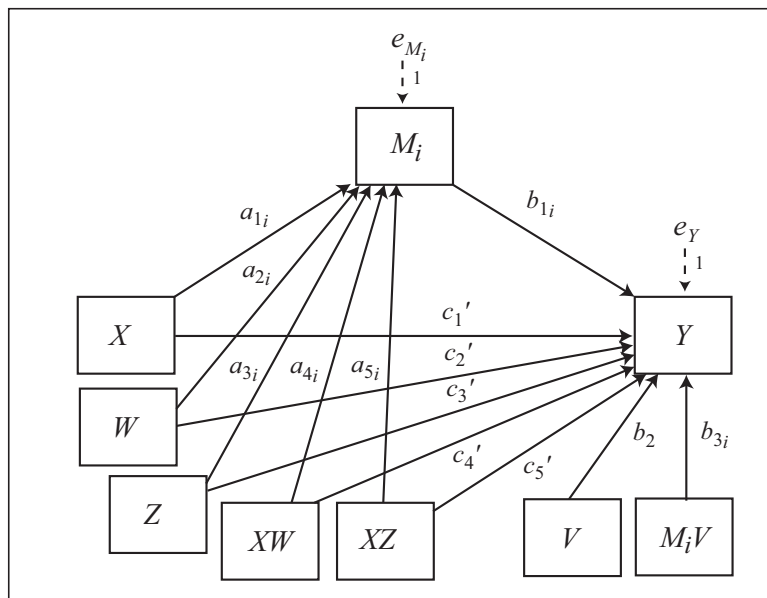 e_{M_i}
1
M_i
a_{1i}
b_{1i}
e_Y
1
a_{2i}
X
c_1′
Y
c_2′
a_{3i}
a_{4i}
a_{5i}
c_3′
W
b_2
b_{3i}
c_4′
c_5′
Z
XW
XZ
V
M_iV